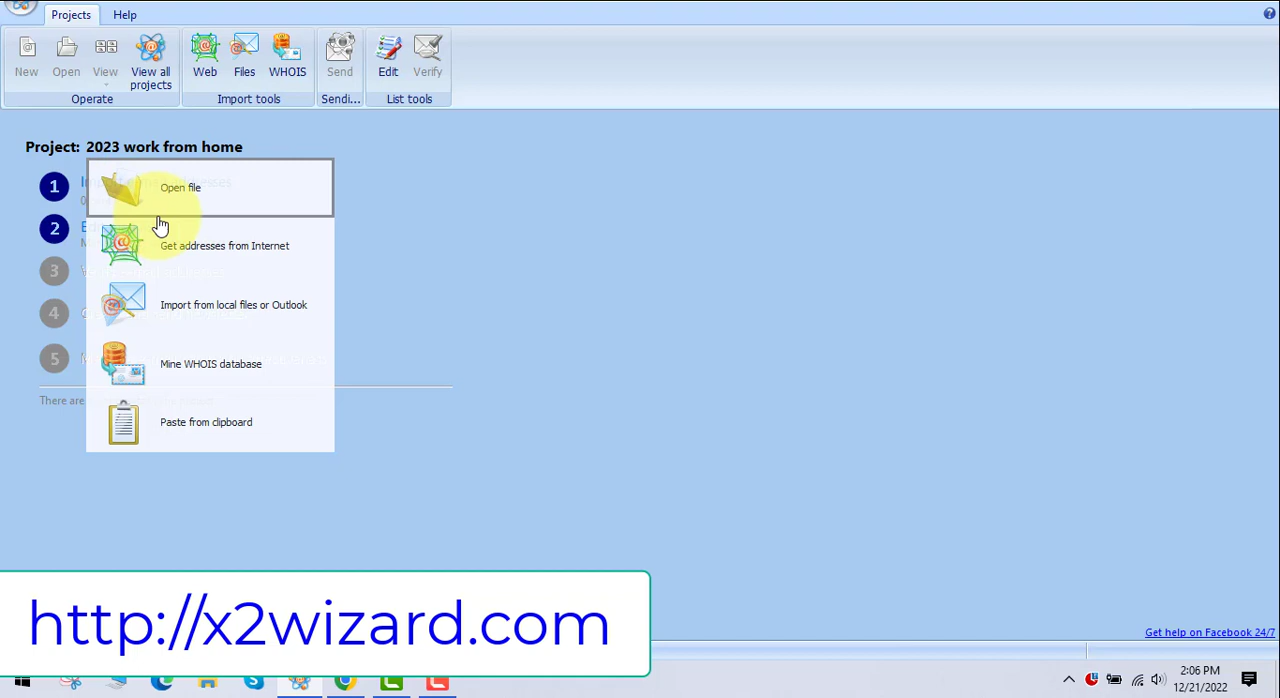 Projects Help
New Open View View all projects Web Files WHOIS Send Edit Verify
Operate Import tools Sendi... List tools
Project: 2023 work from home
1
Open file
2
Get addresses from Internet
3
4
Import from local files or Outlook
5
Mine WHOIS database
There are
Paste from clipboard
http://x2wizard.com
Get help on Facebook 24/7
2:06 PM
12/21/2022